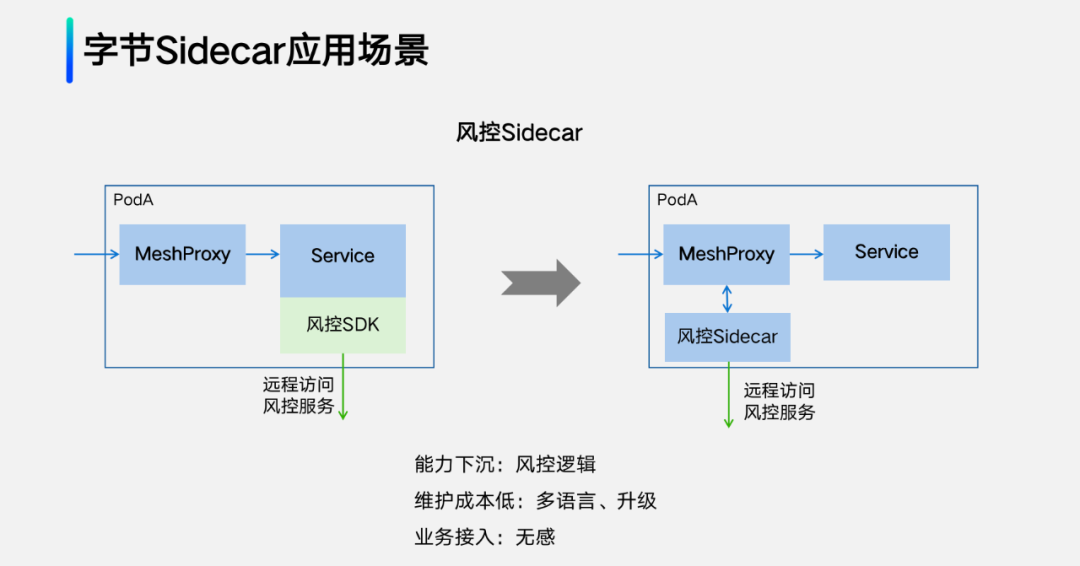 字节Sidecar应用场景
风控Sidecar
PodA
MeshProxy
Service
风控SDK
远程访问
风控服务
PodA
MeshProxy
Service
风控Sidecar
远程访问
风控服务
能力下沉：风控逻辑
维护成本低：多语言、升级
业务接入：无感